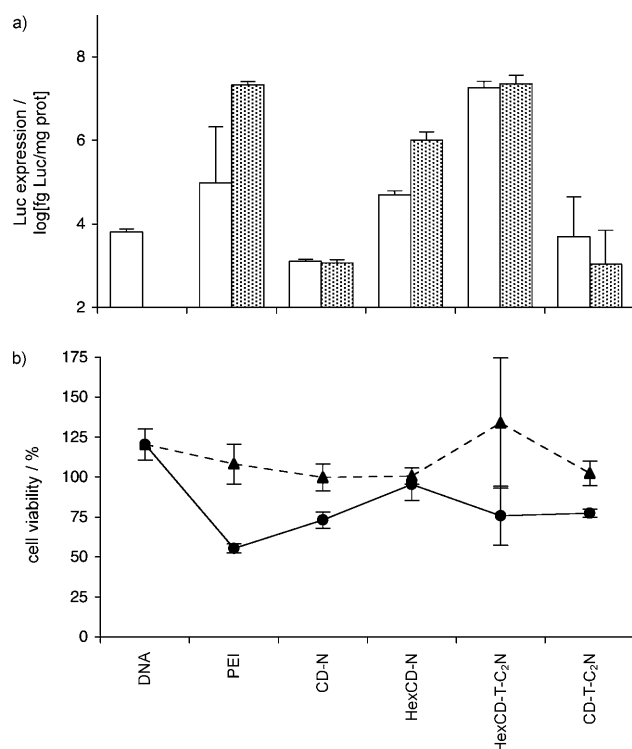 a)
Luc expression /
log[fg Luc/mg prot]
8
6
4
2
b)
cell viability / %
175
150
125
100
75
50
25
0
DNA
PEI
CD-N
HexCD-N
HexCD-T-C₂N
CD-T-C₂N